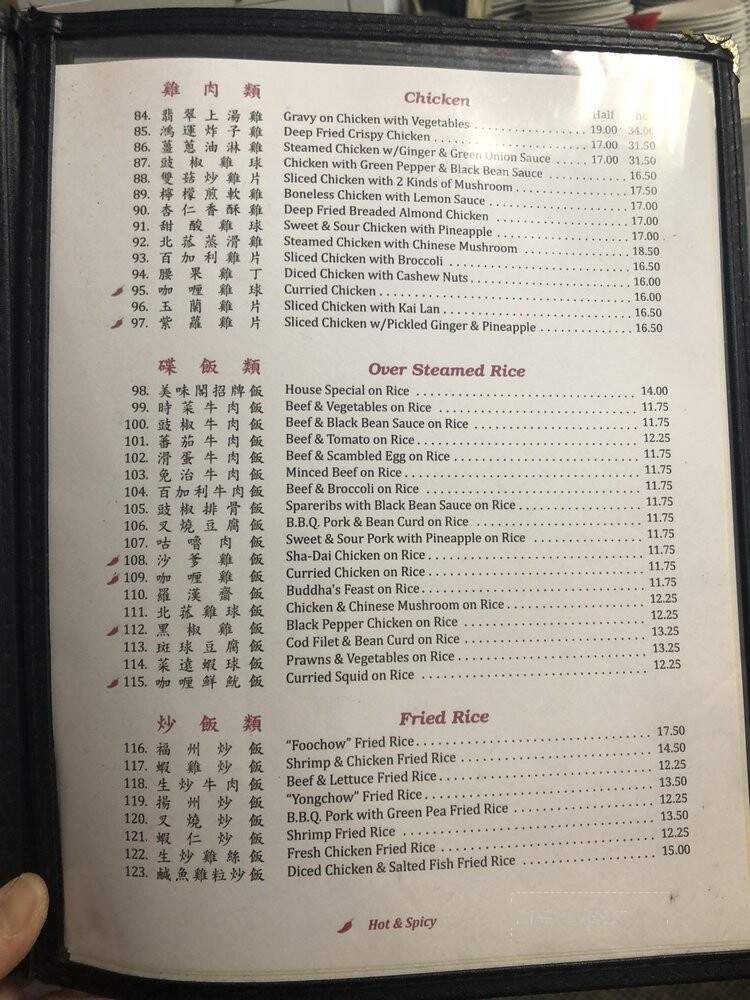 雞肉類 Chicken
Half
84. 翡翠上湯雞 Gravy on Chicken with Vegetables 19.00 34.00
85. 鴻運炸子雞 Deep Fried Crispy Chicken 17.00 31.50
86. 薑蔥油淋雞 Steamed Chicken w/Ginger & Green Onion Sauce 17.00 31.50
87. 豉椒雞球 Chicken with Green Pepper & Black Bean Sauce 16.50
88. 雙菇炒雞片 Sliced Chicken with 2 Kinds of Mushroom 17.50
89. 檸檬煎軟雞 Boneless Chicken with Lemon Sauce 17.00
90. 杏仁香酥雞 Deep Fried Breaded Almond Chicken 17.00
91. 甜酸雞球 Sweet & Sour Chicken with Pineapple 17.00
92. 北菇蒸滑雞 Steamed Chicken with Chinese Mushroom 18.50
93. 百加利雞片 Sliced Chicken with Broccoli 16.50
94. 腰果雞丁 Diced Chicken with Cashew Nuts 16.00
95. 咖喱雞球 Curried Chicken 16.00
96. 玉蘭雞片 Sliced Chicken with Kai Lan 16.50
97. 紫蘿雞片 Sliced Chicken w/Pickled Ginger & Pineapple 16.50
碟飯類 Over Steamed Rice
98. 美味閣招牌飯 House Special on Rice 14.00
99. 時菜牛肉飯 Beef & Vegetables on Rice 11.75
100. 豉椒牛肉飯 Beef & Black Bean Sauce on Rice 11.75
101. 蕃茄牛肉飯 Beef & Tomato on Rice 12.25
102. 滑蛋牛肉飯 Beef & Scambled Egg on Rice 11.75
103. 免治牛肉飯 Minced Beef on Rice 11.75
104. 百加利牛肉飯 Beef & Broccoli on Rice 11.75
105. 豉椒排骨飯 Spareribs with Black Bean Sauce on Rice 11.75
106. 叉燒豆腐飯 B.B.Q. Pork & Bean Curd on Rice 11.75
107. 咕嚕肉飯 Sweet & Sour Pork with Pineapple on Rice 11.75
108. 沙爹雞飯 Sha-Dai Chicken on Rice 11.75
109. 咖喱雞飯 Curried Chicken on Rice 11.75
110. 羅漢齋飯 Buddha's Feast on Rice 11.75
111. 北菇雞球飯 Chicken & Chinese Mushroom on Rice 12.25
112. 黑椒雞飯 Black Pepper Chicken on Rice 12.25
113. 斑球豆腐飯 Cod Filet & Bean Curd on Rice 13.25
114. 菜遠蝦球飯 Prawns & Vegetables on Rice 13.25
115. 咖喱鮮魷飯 Curried Squid on Rice 12.25
炒飯類 Fried Rice
116. 福州炒飯 "Foochow" Fried Rice 17.50
117. 蝦雞炒飯 Shrimp & Chicken Fried Rice 14.50
118. 生炒牛肉飯 Beef & Lettuce Fried Rice 12.25
119. 揚州炒飯 "Yongchow" Fried Rice 13.50
120. 叉燒炒飯 B.B.Q. Pork with Green Pea Fried Rice 12.25
121. 蝦仁炒飯 Shrimp Fried Rice 13.50
122. 生炒雞絲飯 Fresh Chicken Fried Rice 12.25
123. 鹹魚雞粒炒飯 Diced Chicken & Salted Fish Fried Rice 15.00
Hot & Spicy